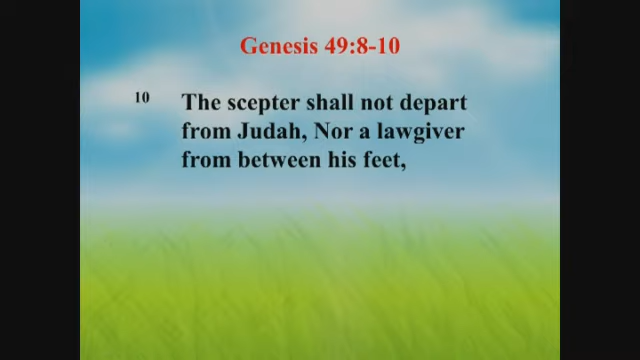 Genesis 49:8-10
10 The scepter shall not depart
from Judah, Nor a lawgiver
from between his feet,